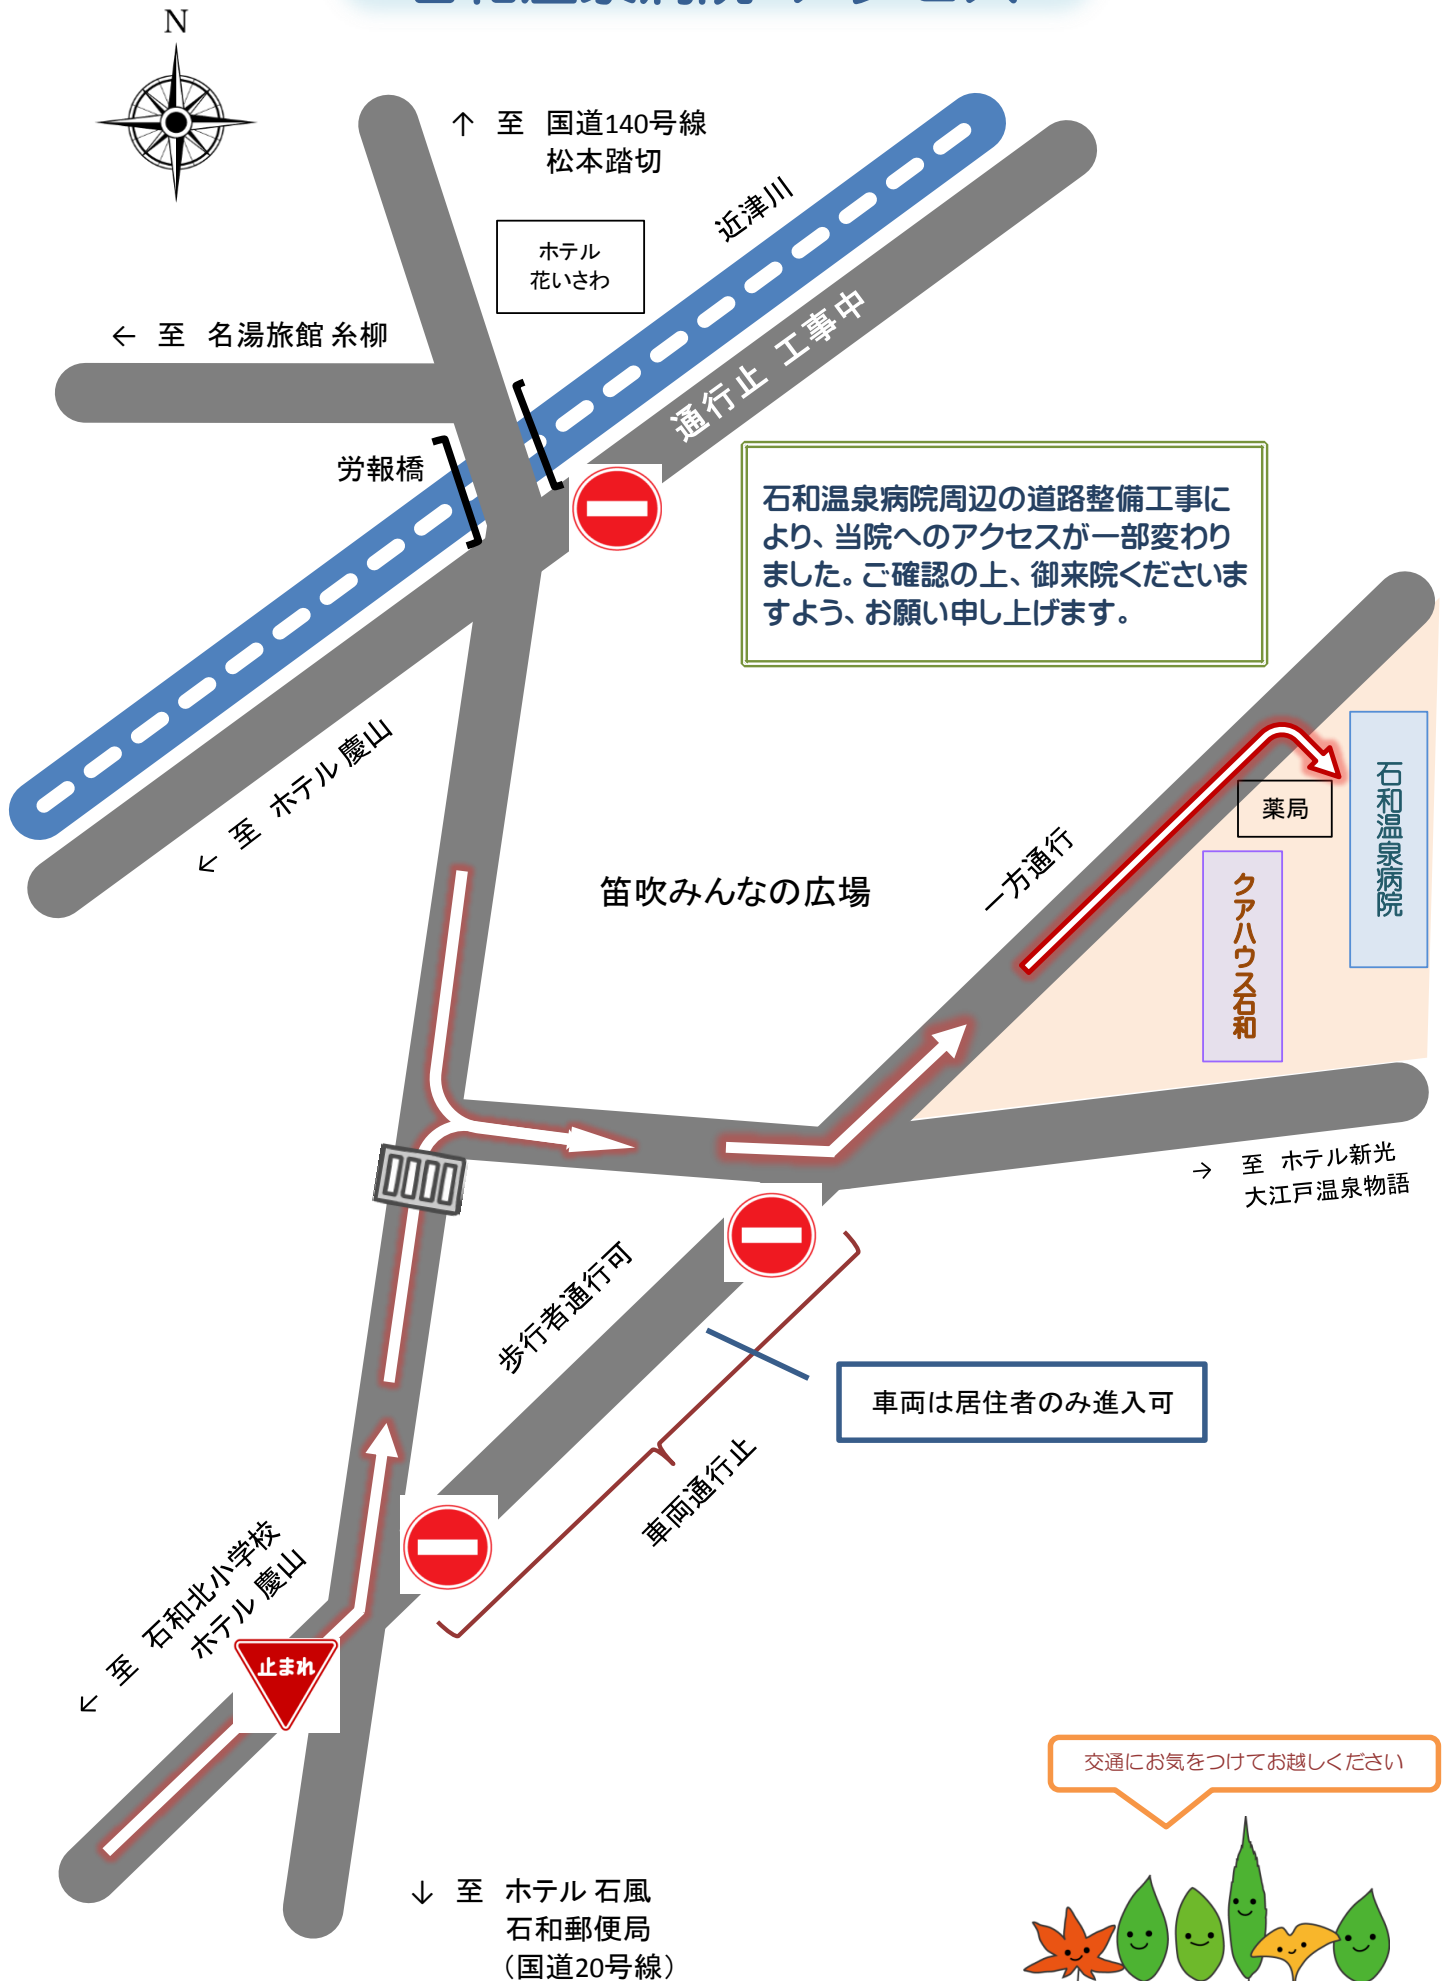 N
↑ 至 国道140号線
松本踏切
近津川
ホテル
花いさわ
← 至 名湯旅館 糸柳
通行止 工事中
労報橋
石和温泉病院周辺の道路整備工事に
より、当院へのアクセスが一部変わり
ました。ご確認の上、御来院くださいま
すよう、お願い申し上げます。
← 至 ホテル 慶山
石和温泉病院
薬局
一方通行
笛吹みんなの広場
クアハウス石和
→ 至 ホテル新光
大江戸温泉物語
歩行者通行可
車両は居住者のみ進入可
車両通行止
← 至 石和北小学校
ホテル 慶山
止まれ
交通にお気をつけてお越しください
↓ 至 ホテル 石風
石和郵便局
（国道20号線）